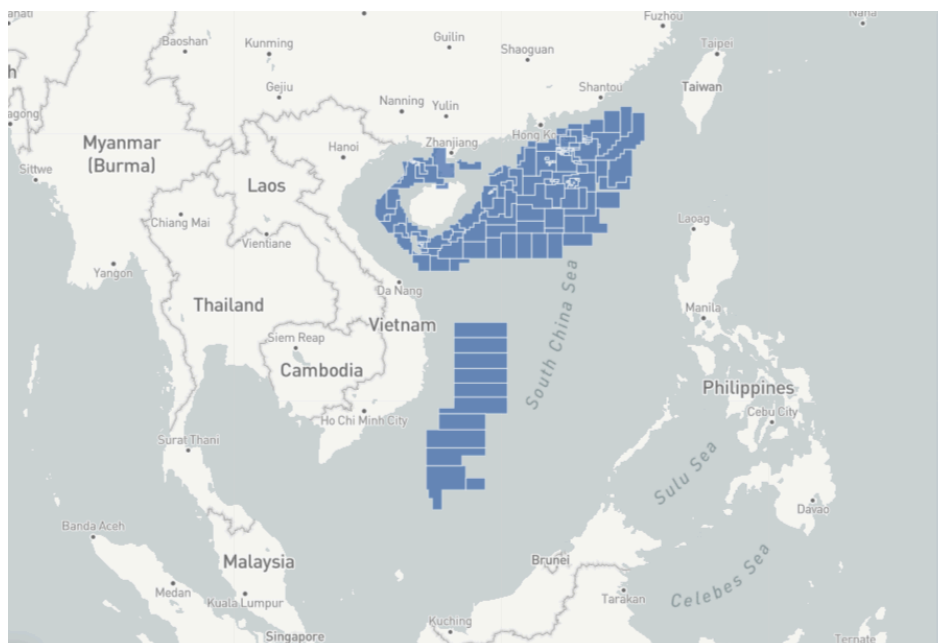 Fuzhou
Baoshan
Kunming
Guilin
Shaoguan
Taipei
Taiwan
Gejiu
Nanning
Yulin
Shantou
Myanmar
(Burma)
Hanoi
Zhanjiang
Sittwe
Laos
Chiang Mai
Vientiane
Laoag
Yangon
South China Sea
Da Nang
Thailand
Vietnam
Manila
Siem Reap
Cambodia
Philippines
Ho Chi Minh City
Cebu City
Surat Thani
Sulu Sea
Davao
Banda Aceh
Malaysia
Brunei
Celebes Sea
Medan
Kuala Lumpur
Tarakan
Kuching
Singapore
Ternate